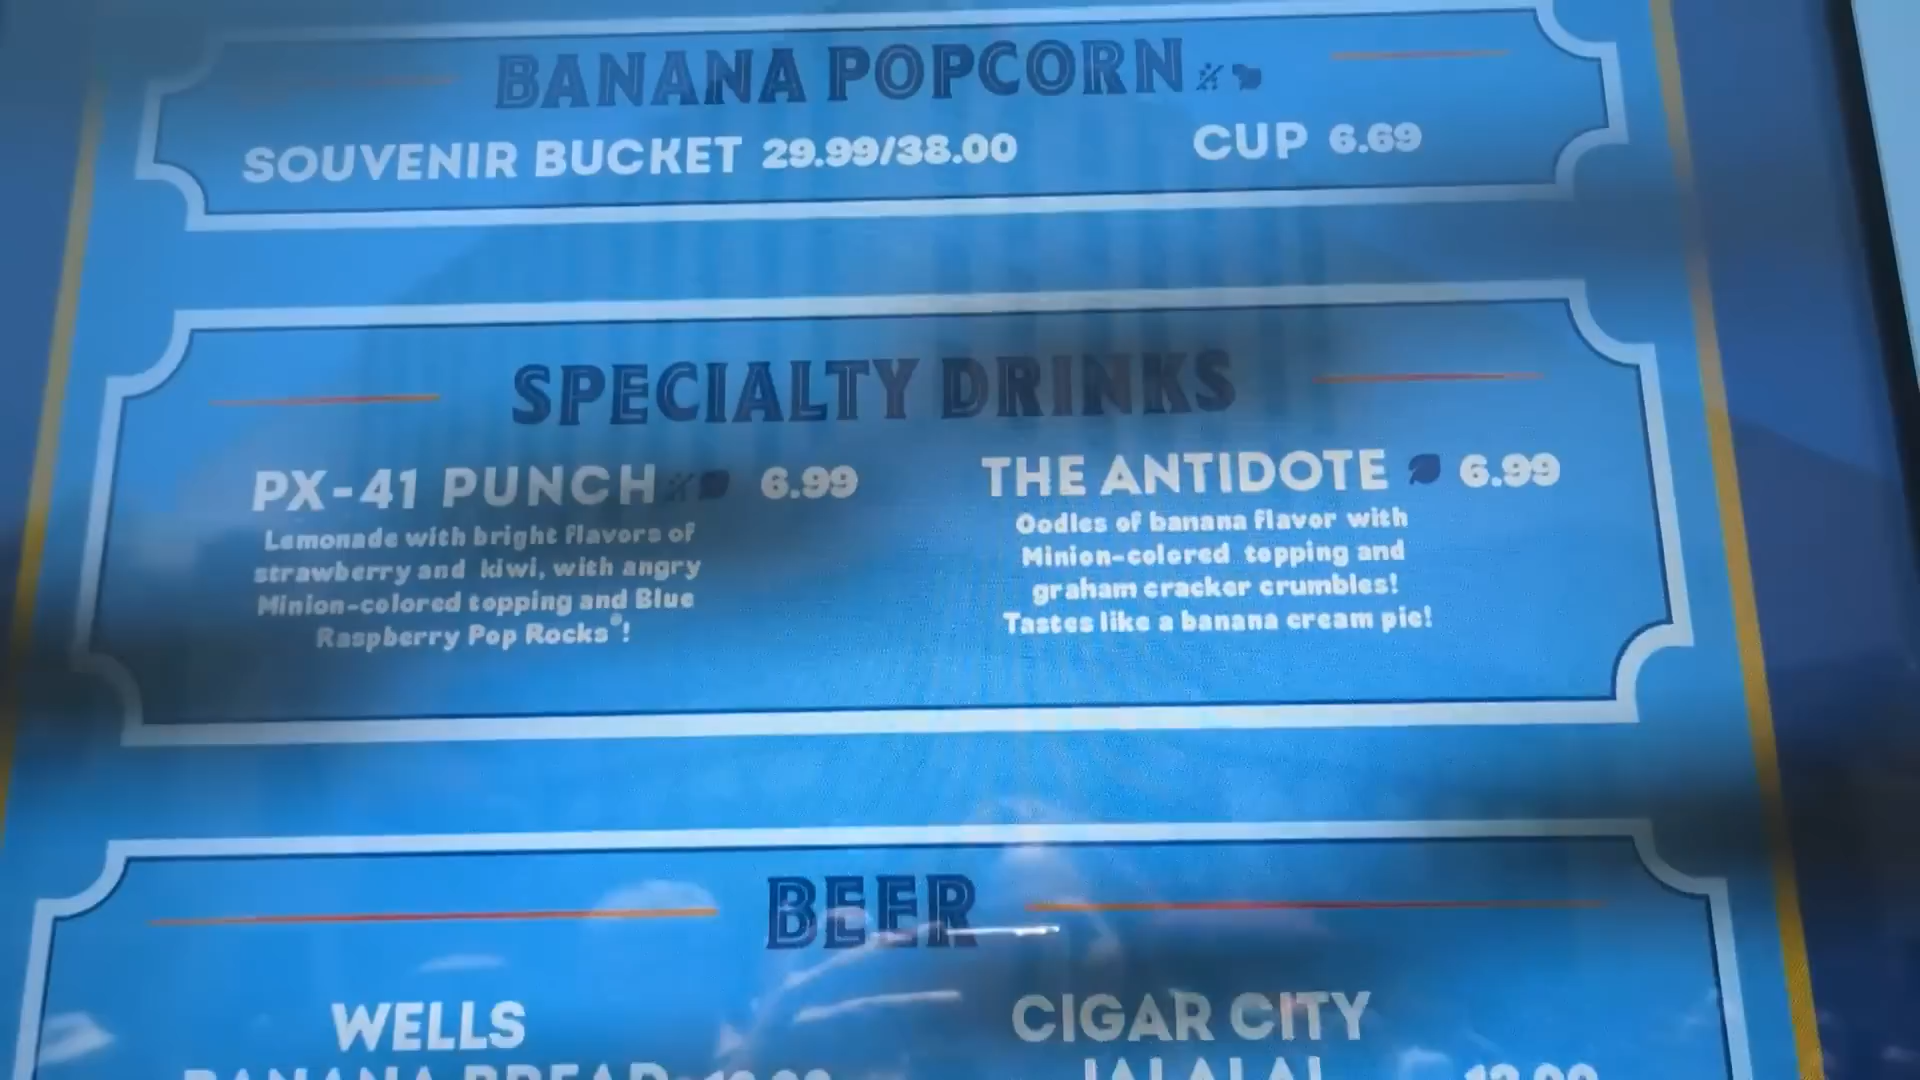 BANANA POPCORN
SOUVENIR BUCKET 29.99/38.00 CUP 6.69
SPECIALTY DRINKS
PX-41 PUNCH 6.99
Lemonade with bright flavors of
strawberry and kiwi, with angry
Minion-colored topping and Blue
Raspberry Pop Rocks®!
THE ANTIDOTE 6.99
Oodles of banana flavor with
Minion-colored topping and
graham cracker crumbles!
Tastes like a banana cream pie!
BEER
WELLS
BANANA BREAD
CIGAR CITY